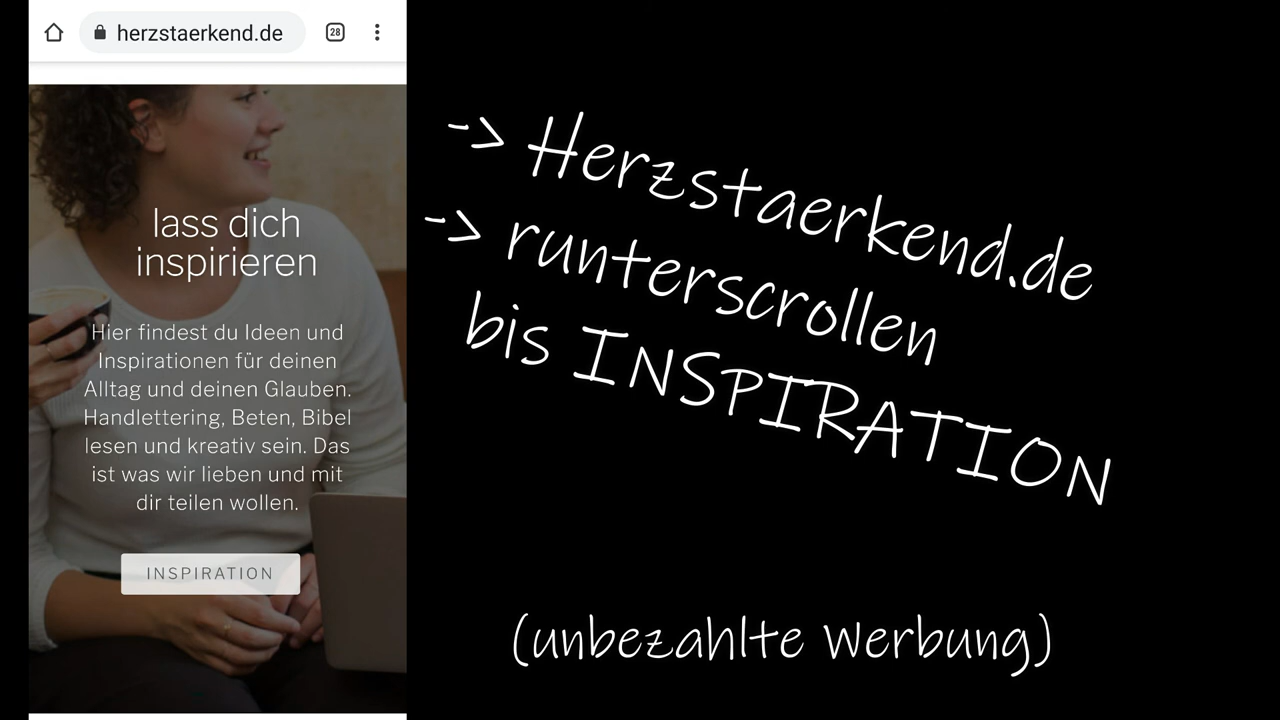 herzstaerkend.de
28
lass dich
inspirieren
Hier findest du Ideen und
Inspirationen für deinen
Alltag und deinen Glauben.
Handlettering, Beten, Bibel
lesen und kreativ sein. Das
ist was wir lieben und mit
dir teilen wollen.
INSPIRATION
-> Herzstaerkend.de
-> runterscrollen
bis INSPIRATION
(unbezahlte Werbung)